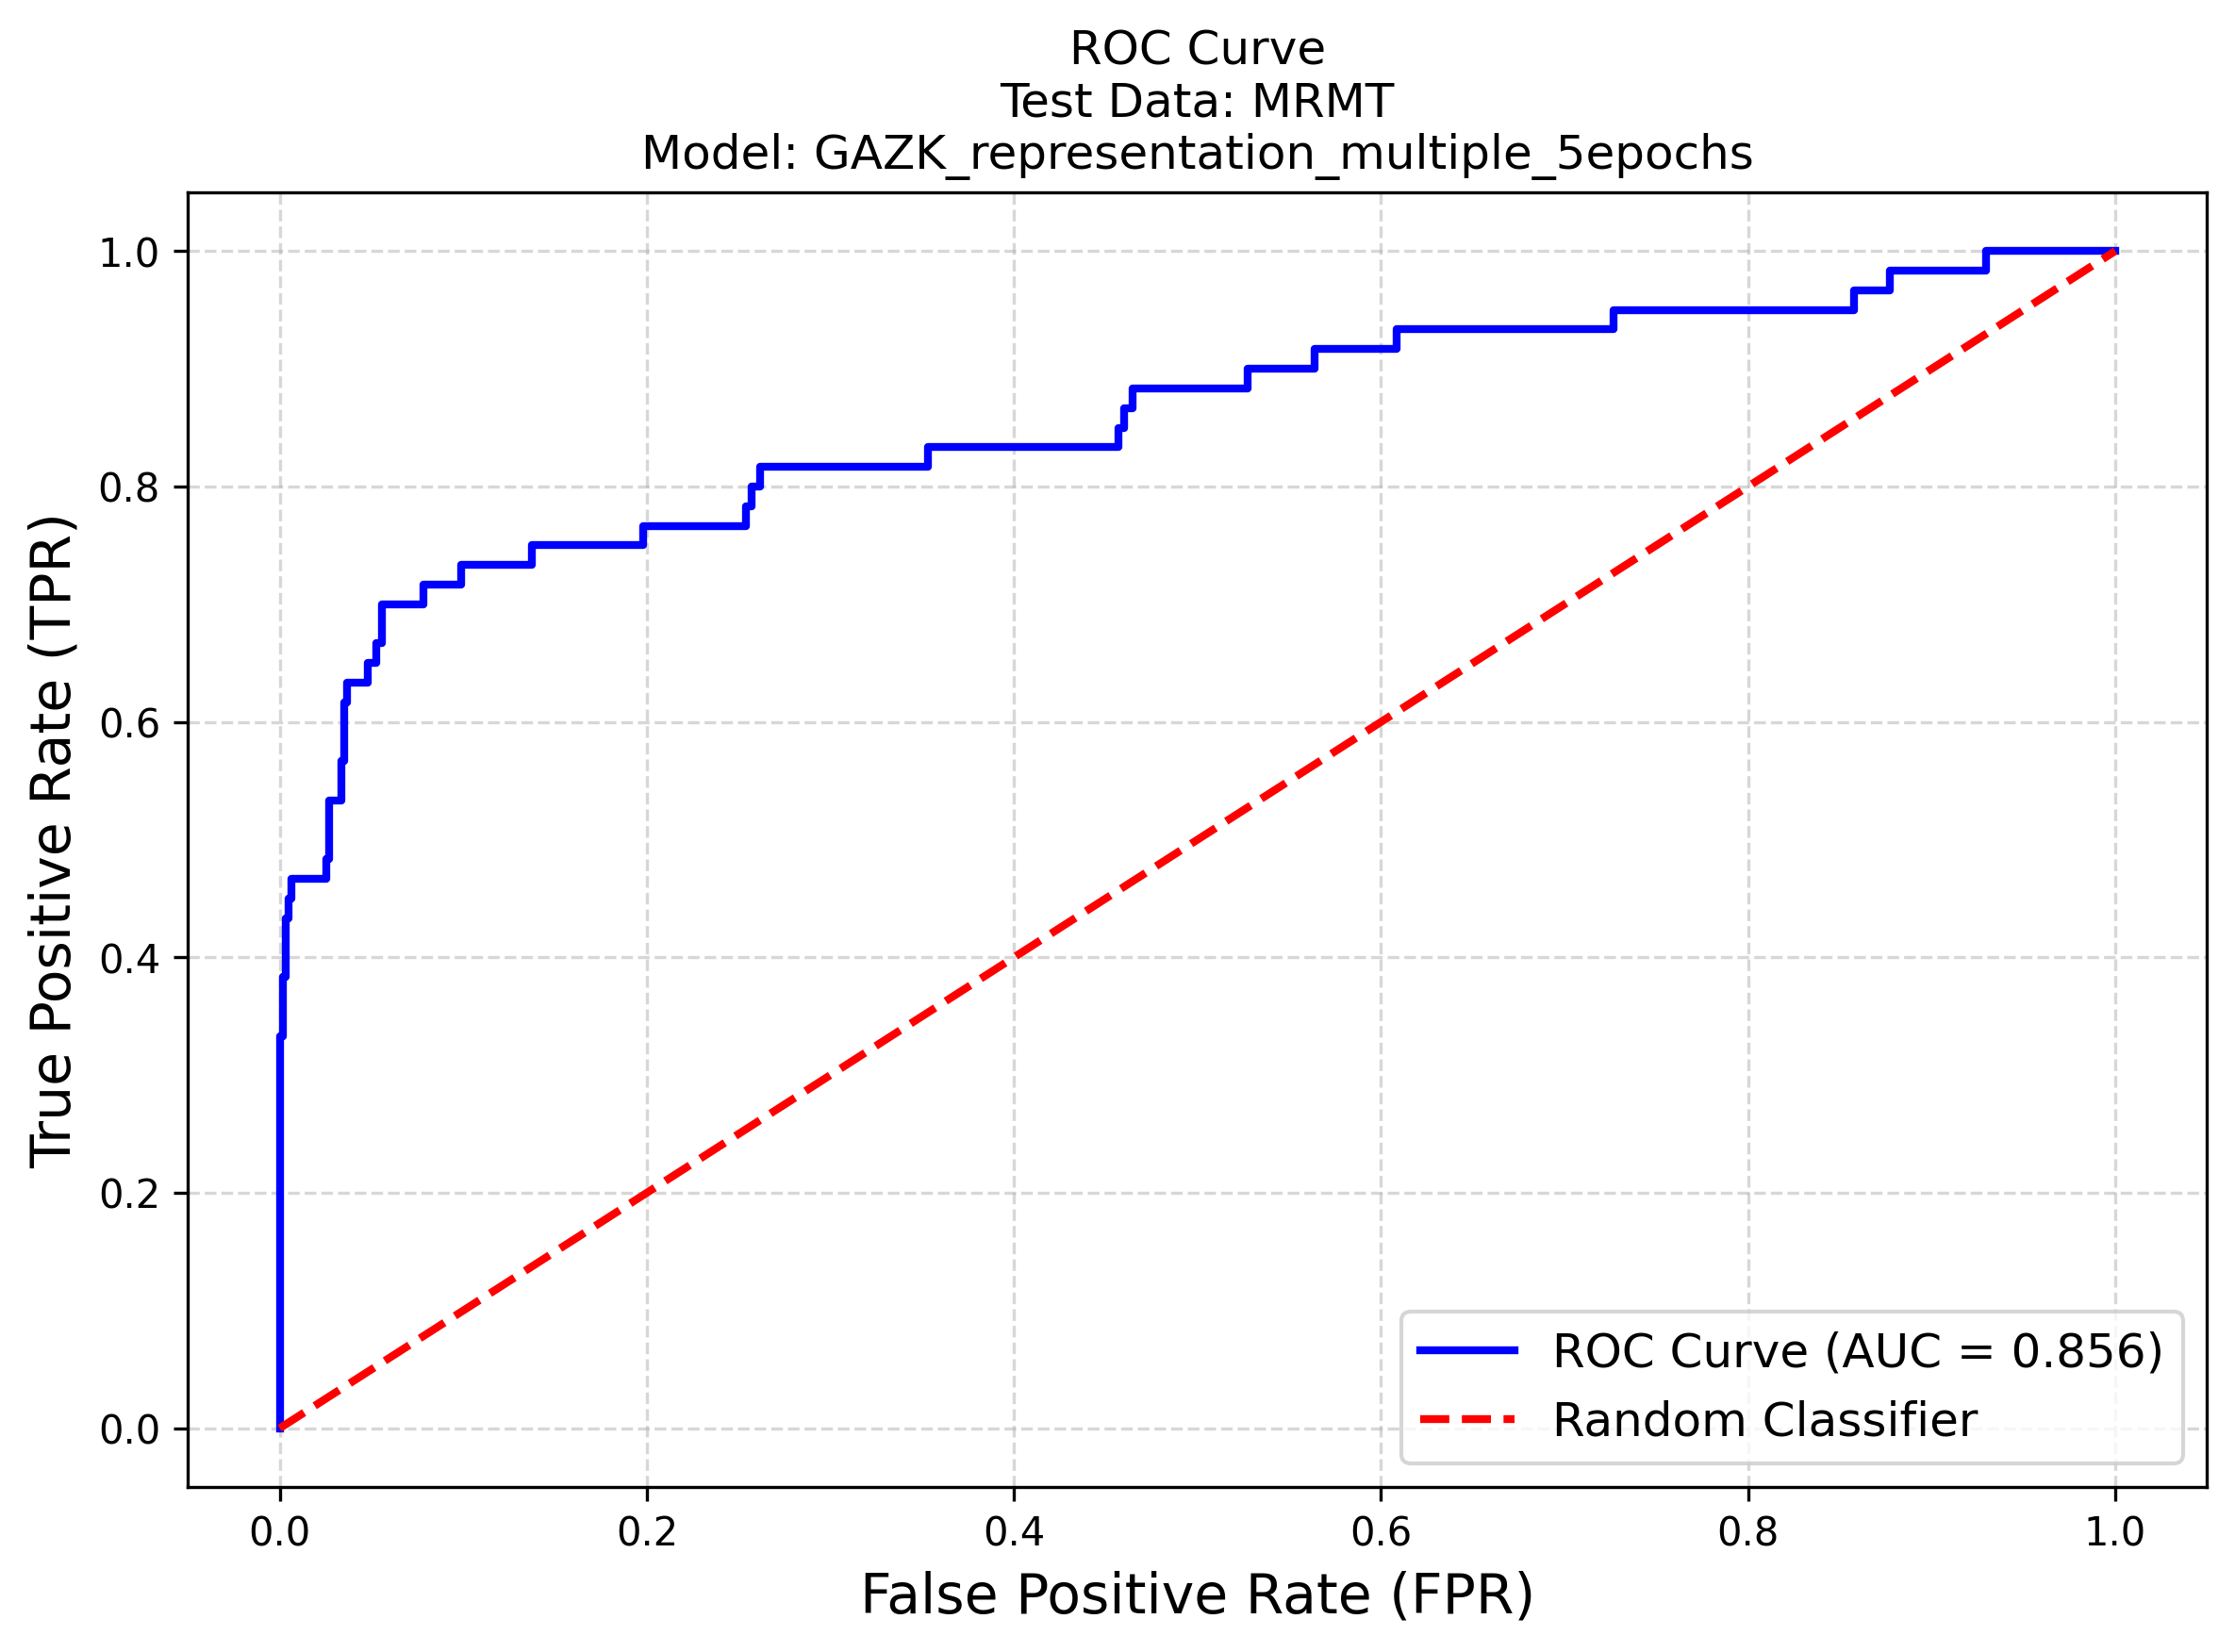 ROC Curve
Test Data: MRMT
Model: GAZK_representation_multiple_5epochs
True Positive Rate (TPR)
1.0
0.8
0.6
0.4
0.2
0.0
0.0 0.2 0.4 0.6 0.8 1.0
False Positive Rate (FPR)
ROC Curve (AUC = 0.856)
Random Classifier